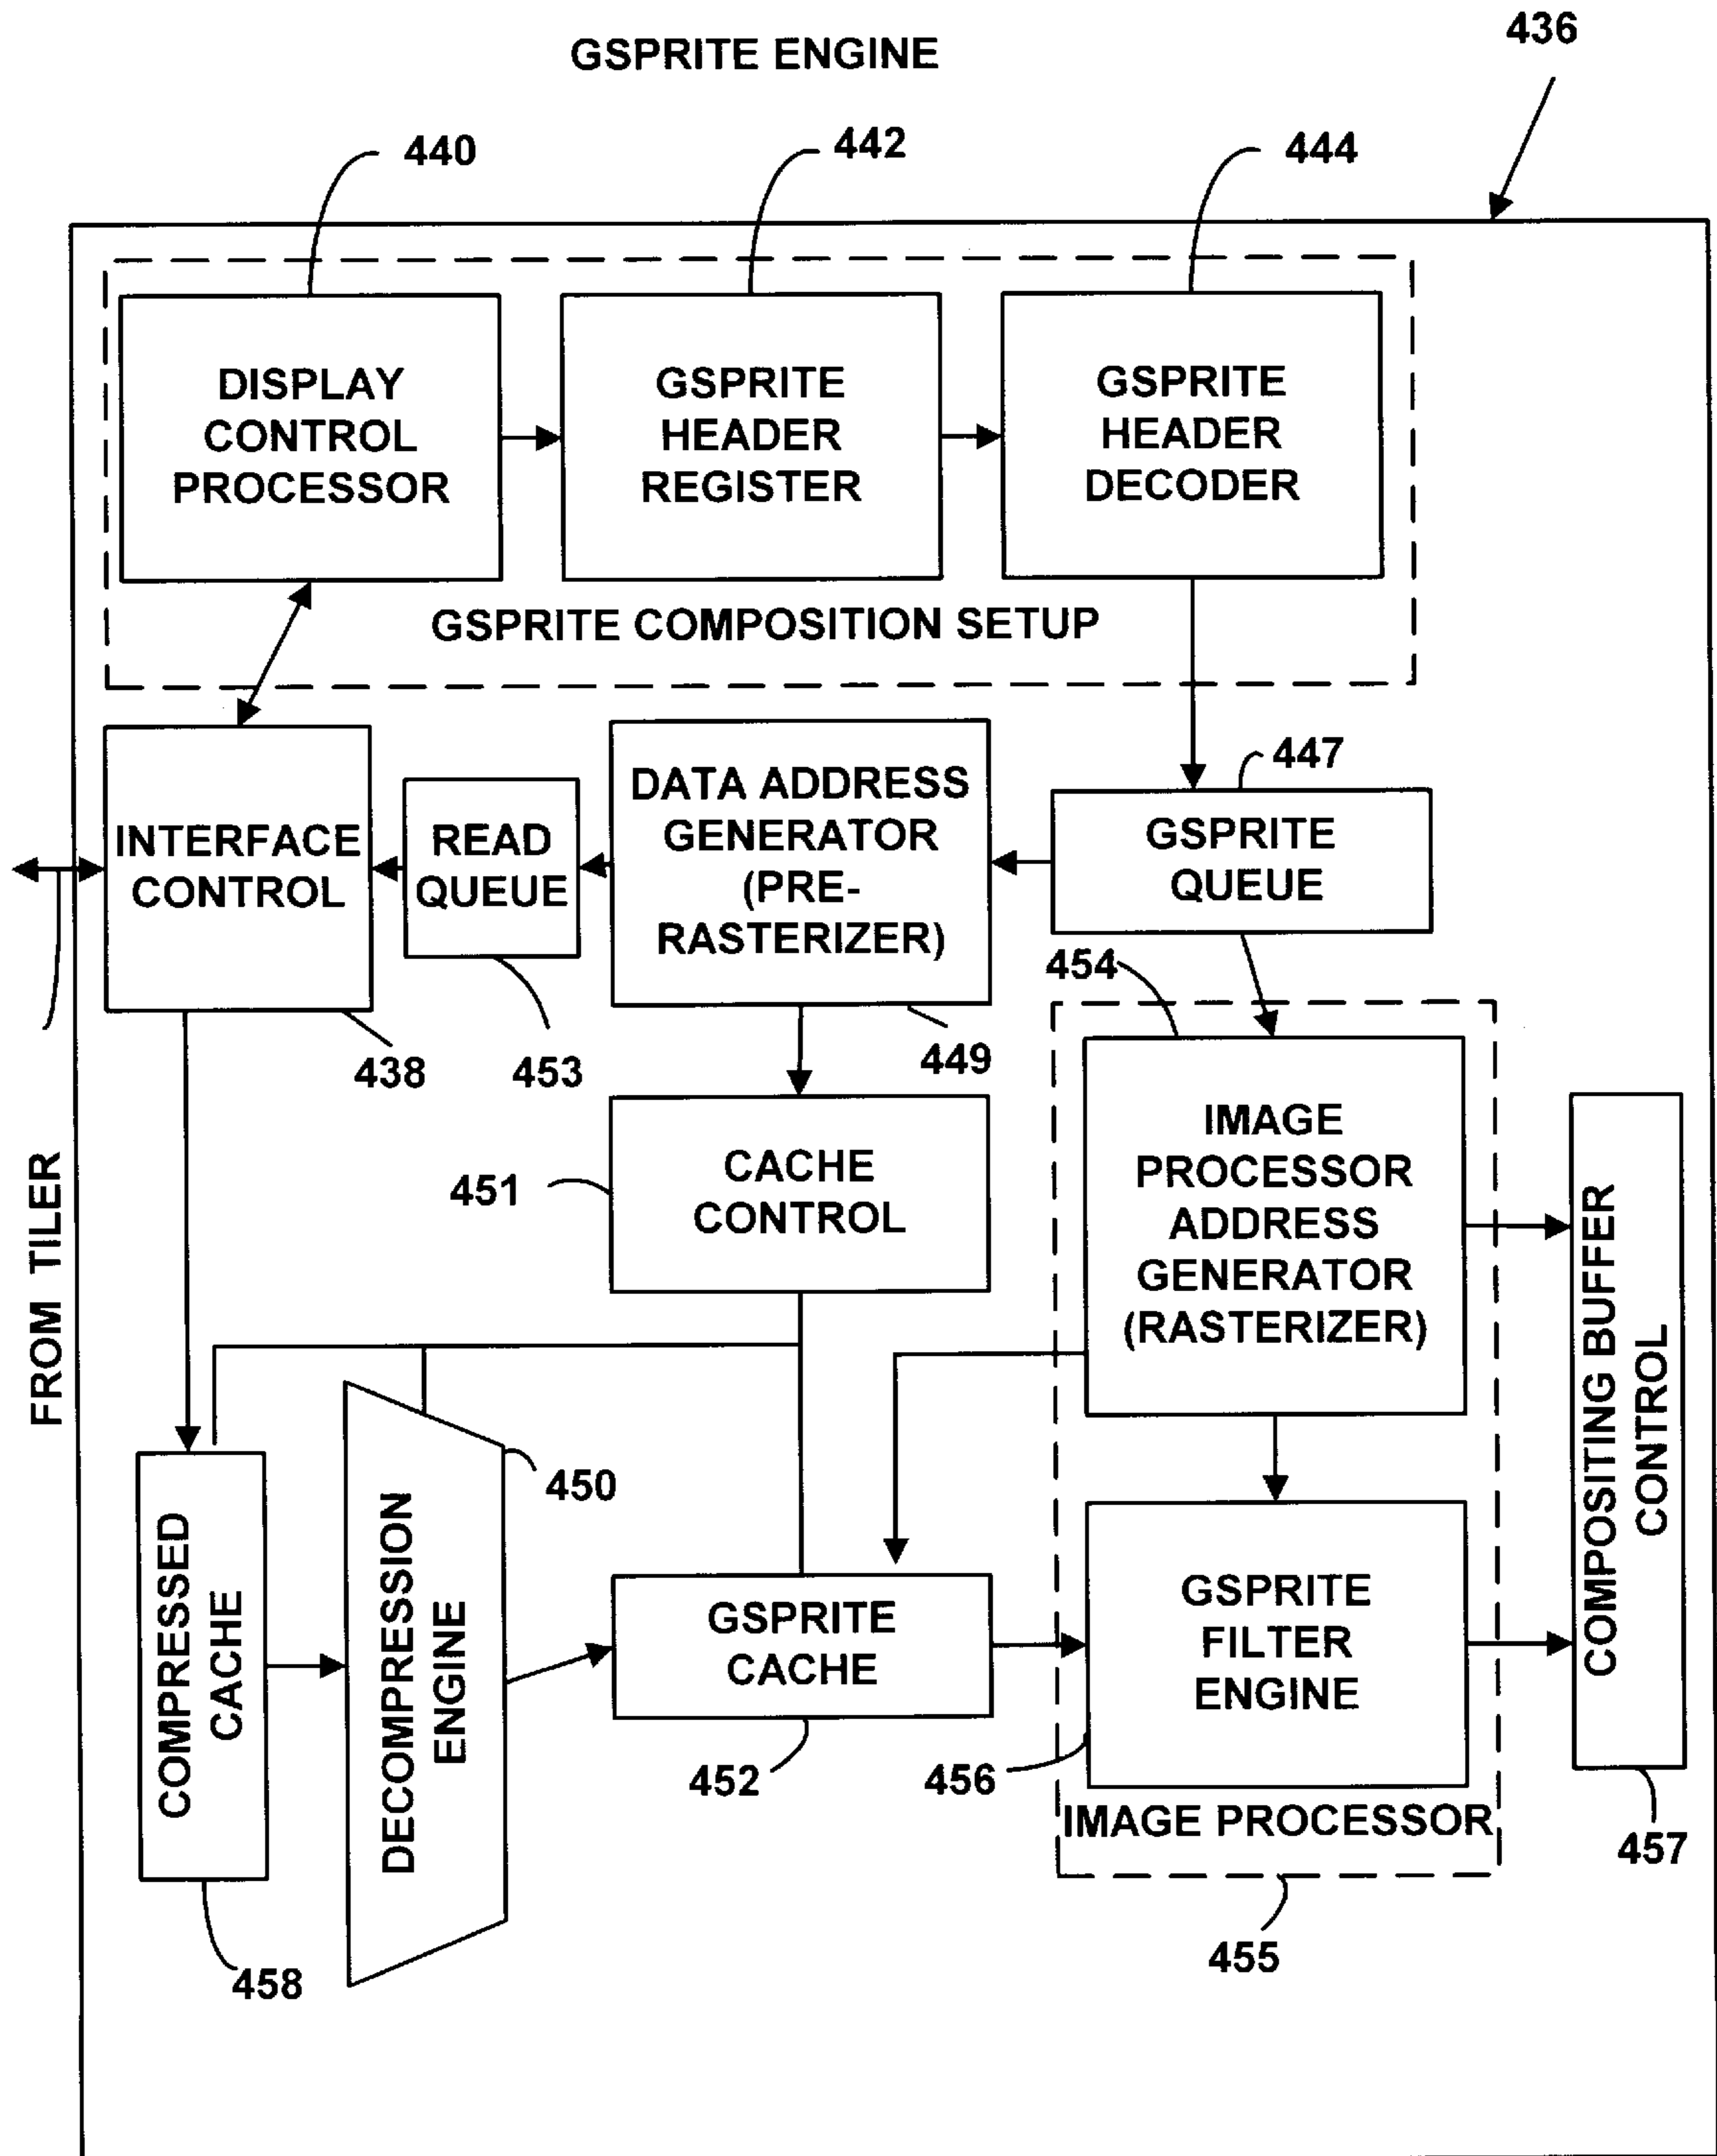 GSPRITE ENGINE
436
440
442
444
DISPLAY
CONTROL
PROCESSOR
GSPRITE
HEADER
REGISTER
GSPRITE
HEADER
DECODER
GSPRITE COMPOSITION SETUP
447
INTERFACE
CONTROL
READ
QUEUE
DATA ADDRESS
GENERATOR
(PRE-
RASTERIZER)
GSPRITE
QUEUE
454
438
453
449
FROM TILER
451
CACHE
CONTROL
IMAGE
PROCESSOR
ADDRESS
GENERATOR
(RASTERIZER)
COMPOSITING BUFFER
CONTROL
COMPRESSED
CACHE
DECOMPRESSION
ENGINE
450
GSPRITE
CACHE
GSPRITE
FILTER
ENGINE
452
456
IMAGE PROCESSOR
457
458
455